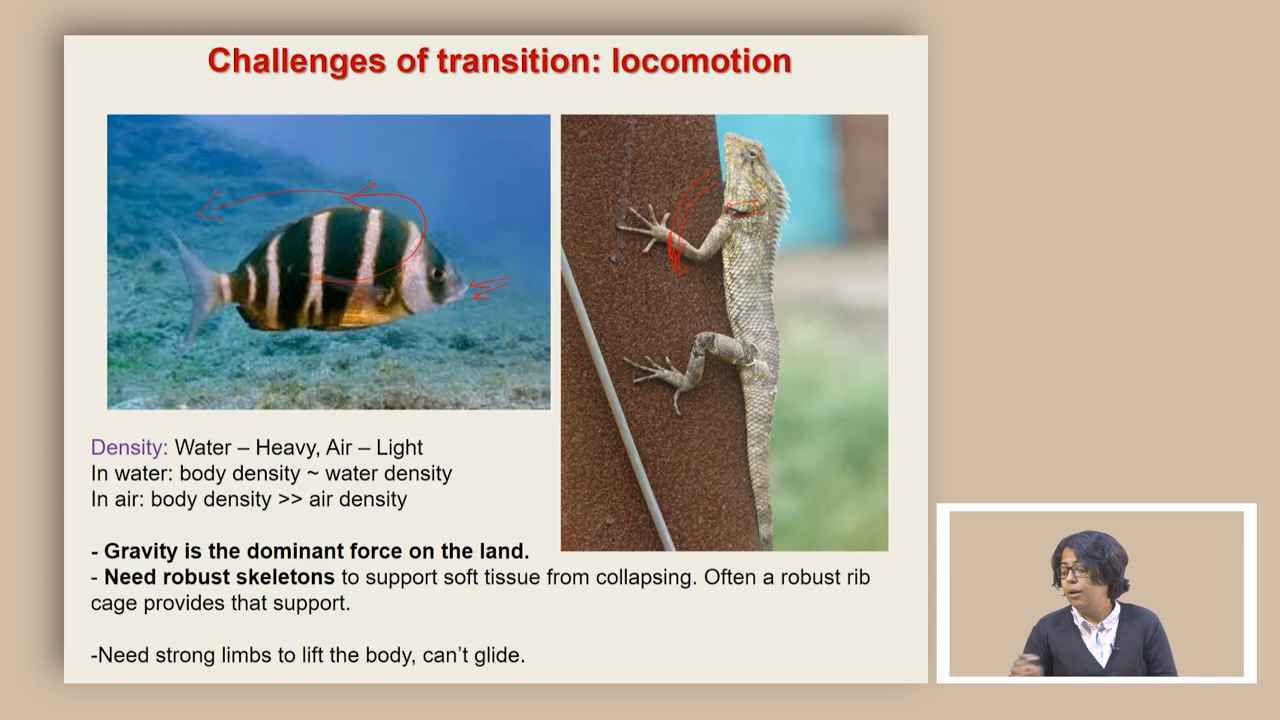 Challenges of transition: locomotion
Density: Water – Heavy, Air – Light
In water: body density ~ water density
In air: body density >> air density
- Gravity is the dominant force on the land.
- Need robust skeletons to support soft tissue from collapsing. Often a robust rib
cage provides that support.
-Need strong limbs to lift the body, can’t glide.